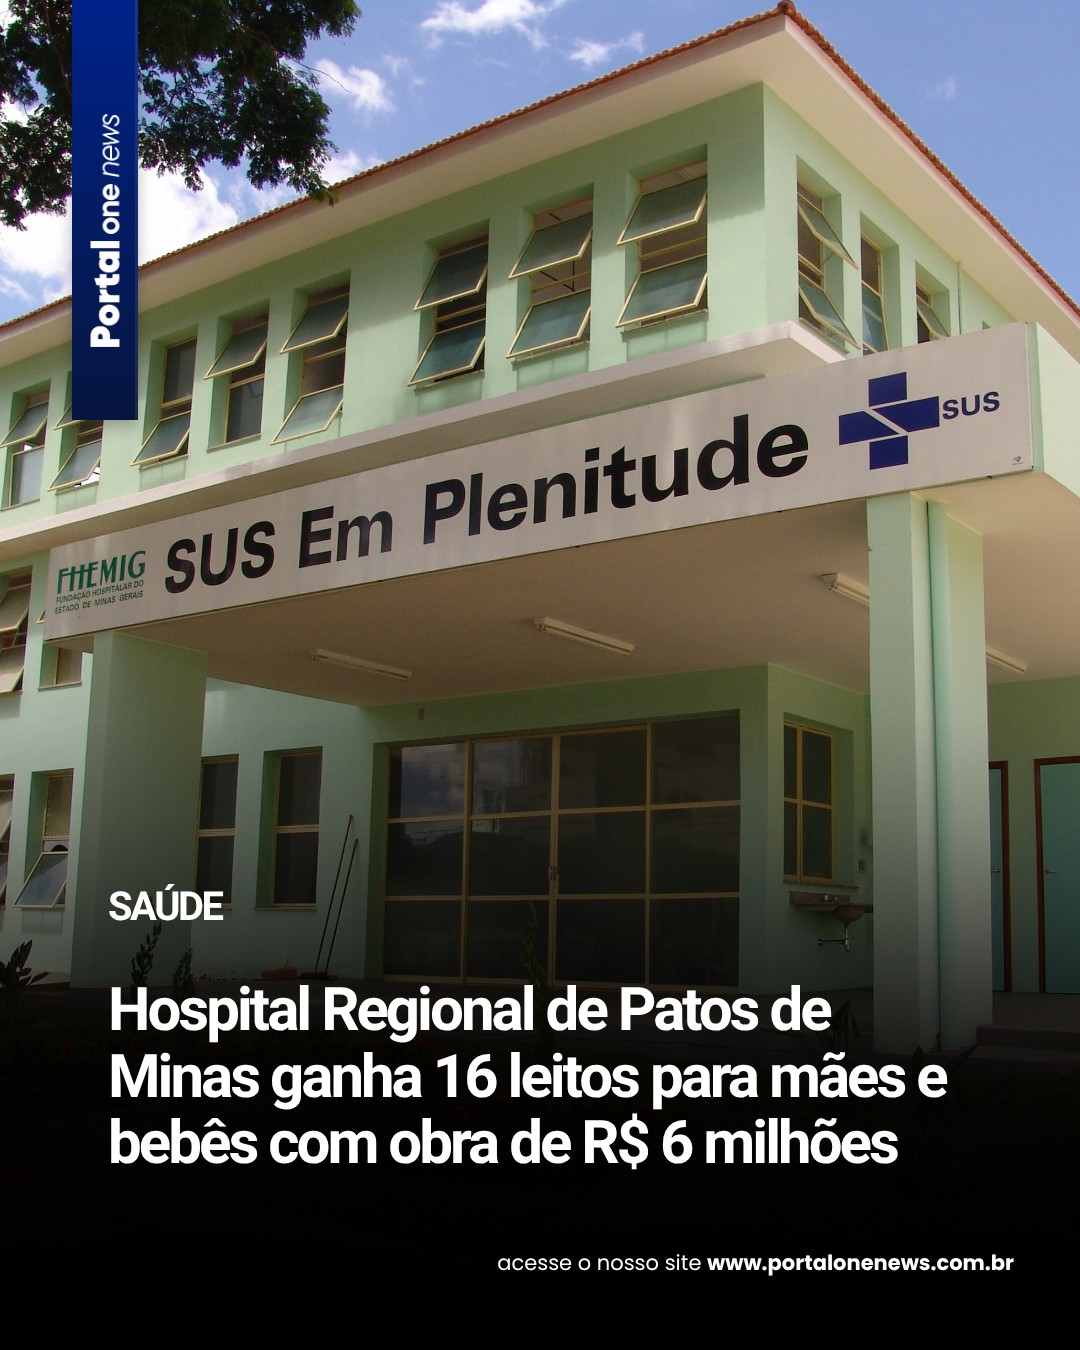 Portal one news
SUS Em Plenitude
SUS
FHEMIG
FUNDAÇÃO HOSPITALAR DO
ESTADO DE MINAS GERAIS
SAÚDE
Hospital Regional de Patos de
Minas ganha 16 leitos para mães e
bebês com obra de R$ 6 milhões
acesse o nosso site www.portalonenews.com.br